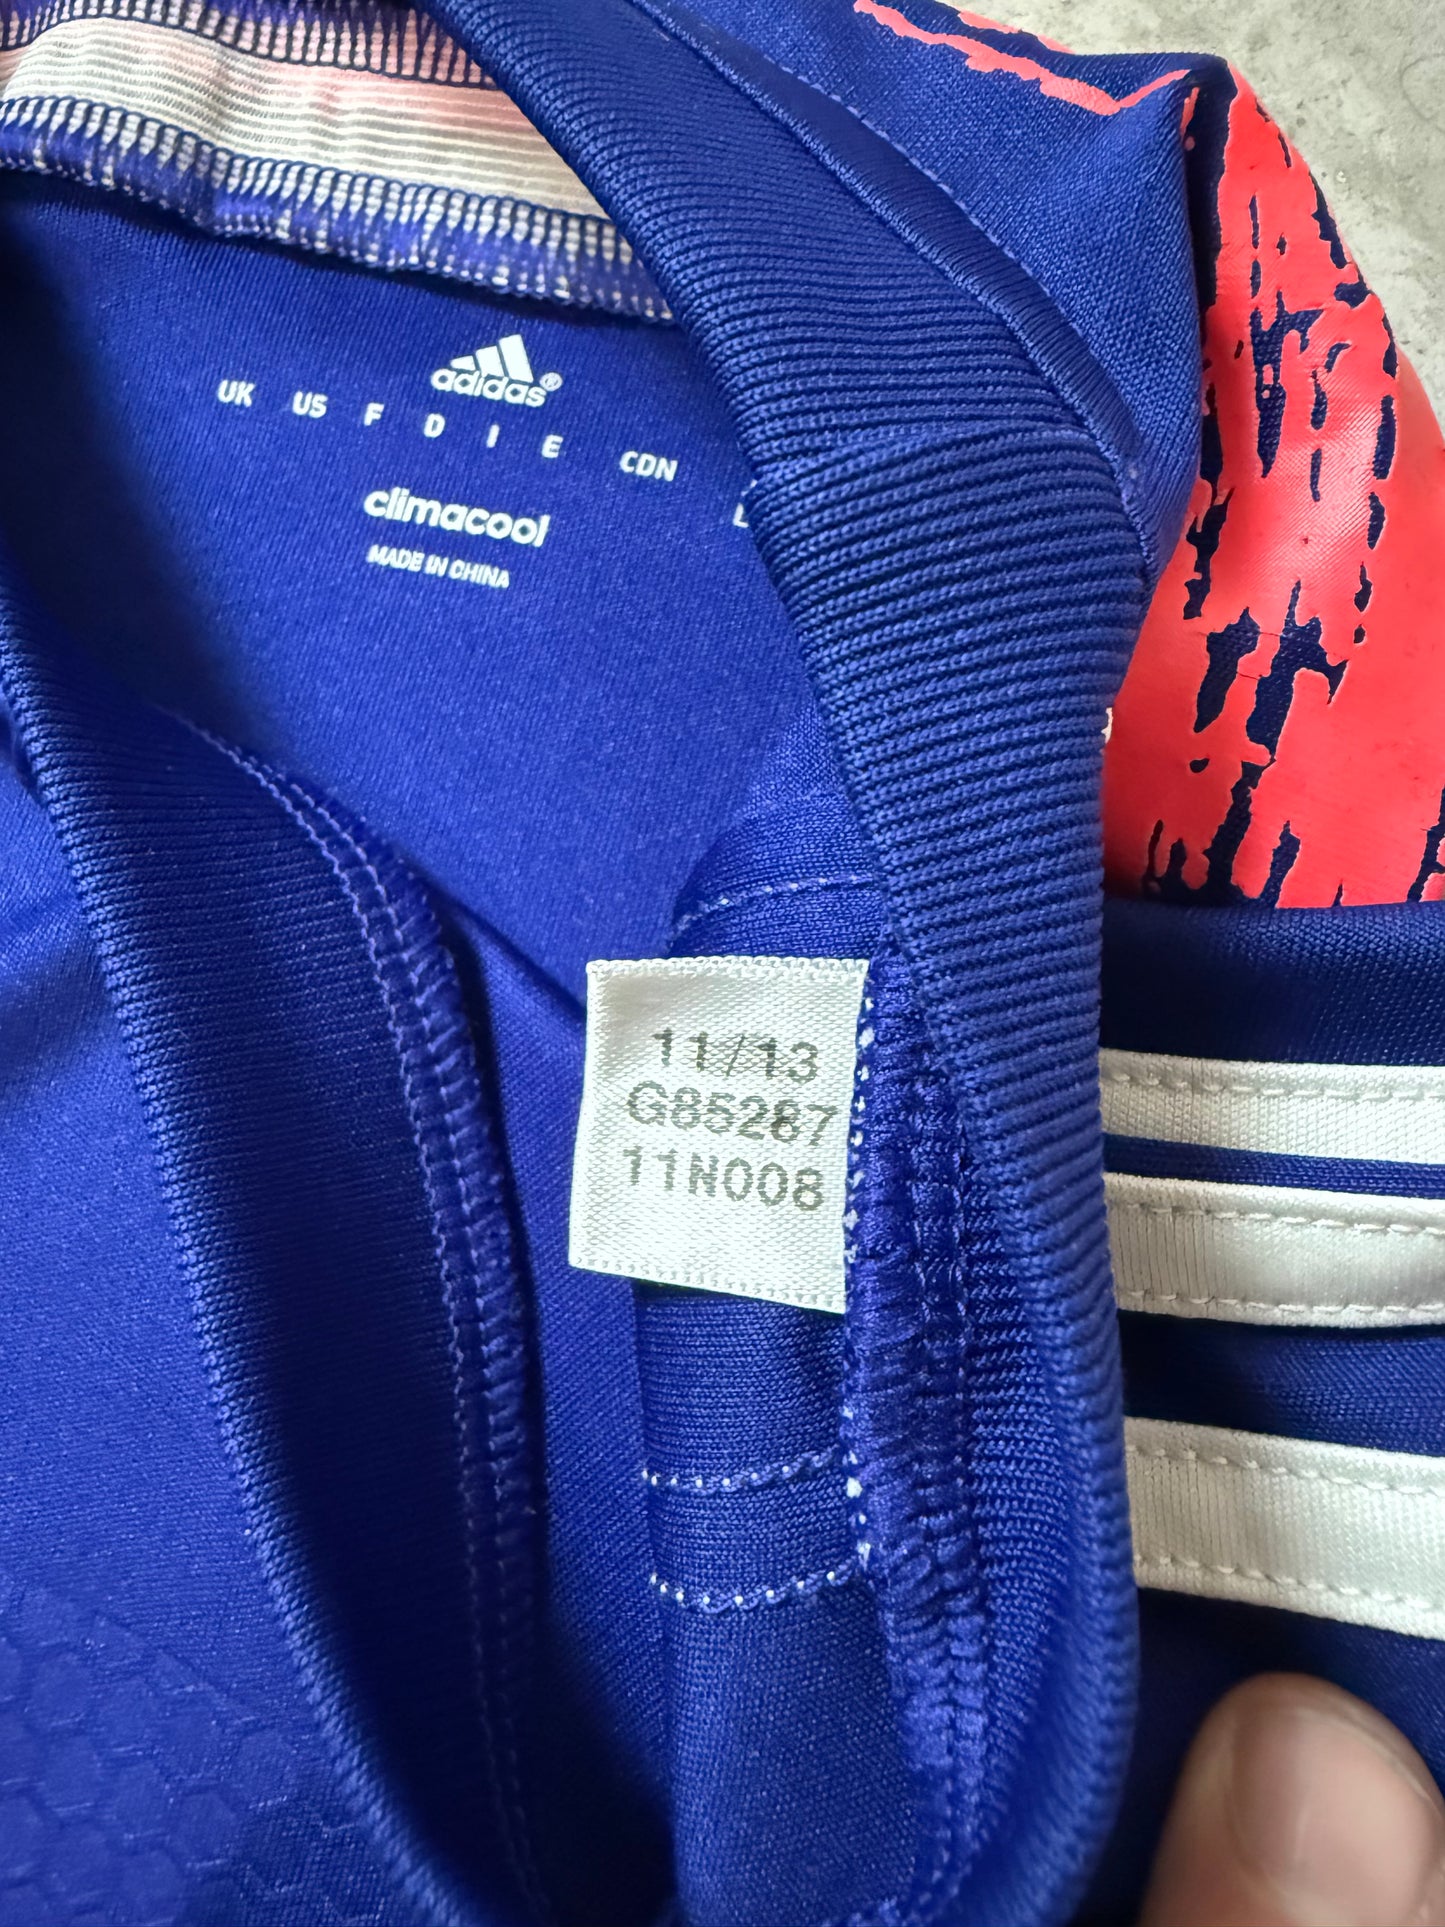 adidas®
UK US F D I E CDN
climacool
MADE IN CHINA
11/13
G85287
11N008